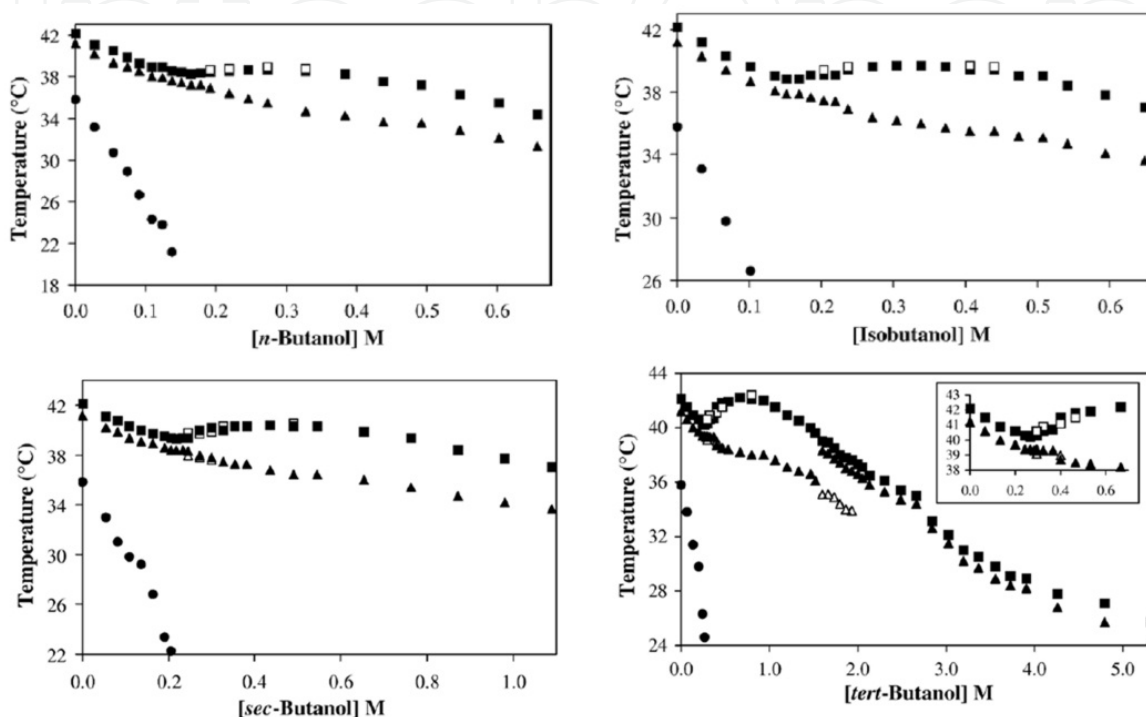 42
38
34
30
26
22
18
Temperature (°C)
0.0 0.1 0.2 0.3 0.4 0.5 0.6
[n-Butanol] M
42
38
34
30
26
Temperature (°C)
0.0 0.1 0.2 0.3 0.4 0.5 0.6
[Isobutanol] M
42
38
34
30
26
22
Temperature (°C)
0.0 0.2 0.4 0.6 0.8 1.0
[sec-Butanol] M
44
40
36
32
28
24
Temperature (°C)
0.0 1.0 2.0 3.0 4.0 5.0
[tert-Butanol] M
43
42
41
40
39
38
0.0 0.2 0.4 0.6